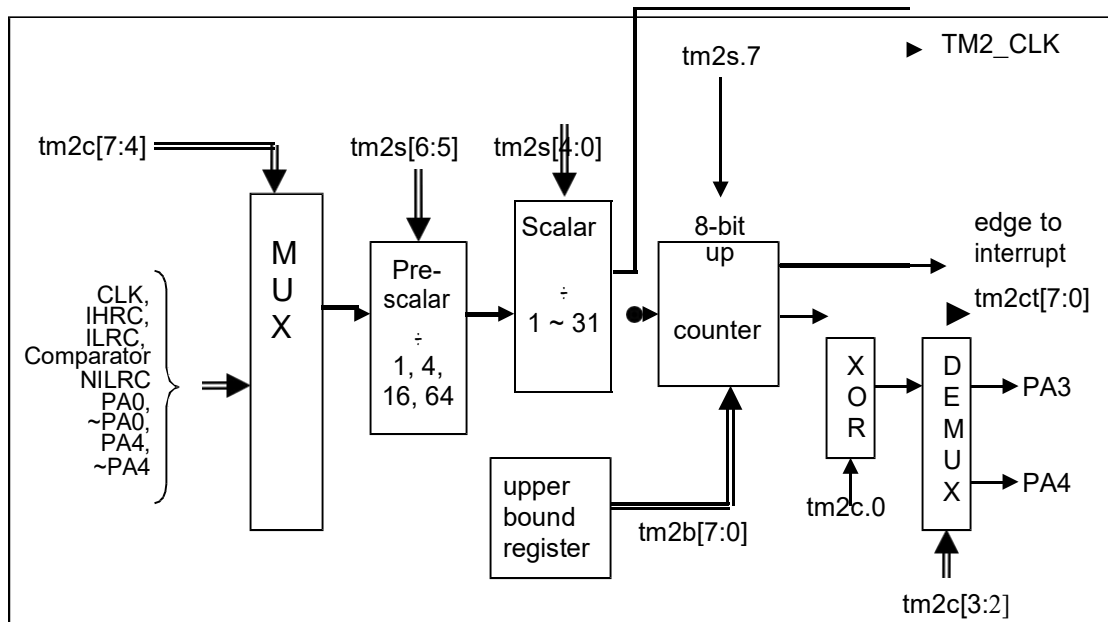 TM2_CLK
tm2s.7
tm2c[7:4]
tm2s[6:5]
tm2s[4:0]
M
U
X
Pre-
scalar
÷
1, 4,
16, 64
Scalar
÷
1 ~ 31
8-bit
up
counter
edge to
interrupt
tm2ct[7:0]
CLK,
IHRC,
ILRC,
Comparator
NILRC
PA0,
~PA0,
PA4,
~PA4
X
O
R
D
E
M
U
X
PA3
PA4
upper
bound
register
tm2b[7:0]
tm2c.0
tm2c[3:2]